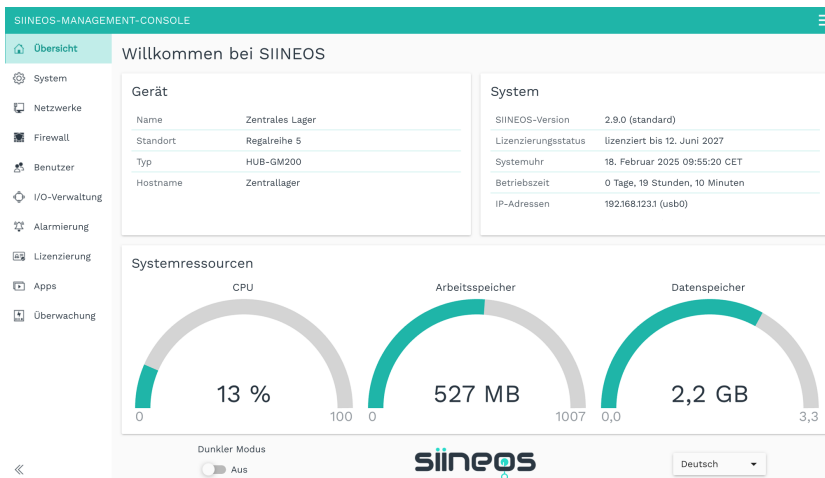 SIINEOS-MANAGEMENT-CONSOLE
Übersicht
System
Netzwerke
Firewall
Benutzer
I/O-Verwaltung
Alarmierung
Lizenzierung
Apps
Überwachung
Willkommen bei SIINEOS
Gerät
Name Zentrales Lager
Standort Regalreihe 5
Typ HUB-GM200
Hostname Zentrallager
System
SIINEOS-Version 2.9.0 (standard)
Lizenzierungsstatus lizenziert bis 12. Juni 2027
Systemuhr 18. Februar 2025 09:55:20 CET
Betriebszeit 0 Tage, 19 Stunden, 10 Minuten
IP-Adressen 192.168.123.1 (usb0)
Systemressourcen
CPU
13 %
0 100
Arbeitsspeicher
527 MB
0 1007
Datenspeicher
2,2 GB
0,0 3,3
Dunkler Modus
Aus
siineos
Deutsch